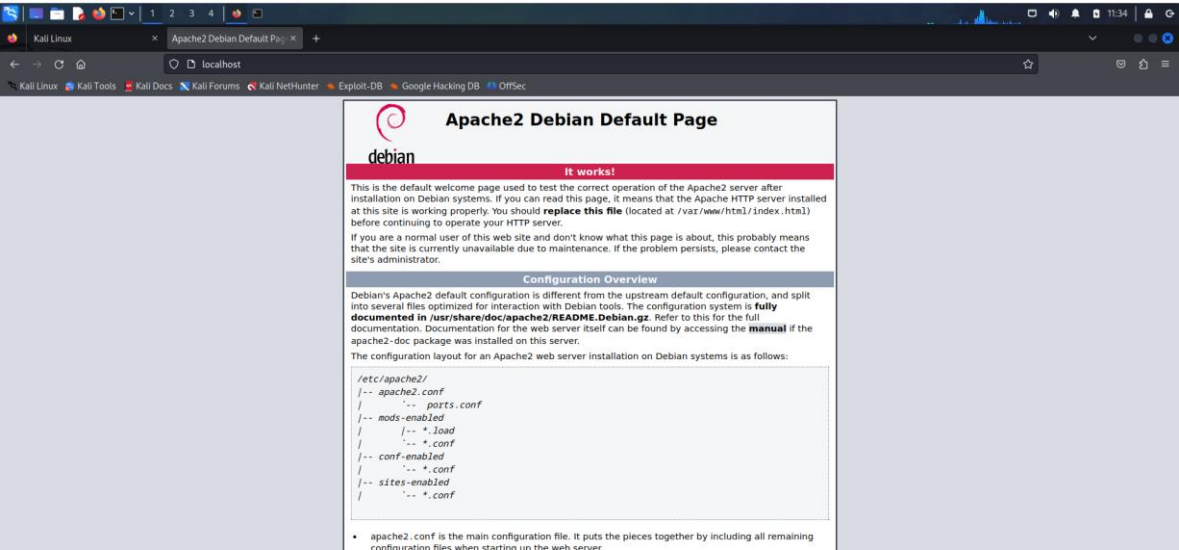 1 2 3 4
11:34
Kali Linux
Apache2 Debian Default Pag
localhost
Kali Linux Kali Tools Kali Docs Kali Forums Kali NetHunter Exploit-DB Google Hacking DB OffSec
Apache2 Debian Default Page
debian
It works!
This is the default welcome page used to test the correct operation of the Apache2 server after
installation on Debian systems. If you can read this page, it means that the Apache HTTP server installed
at this site is working properly. You should replace this file (located at /var/www/html/index.html)
before continuing to operate your HTTP server.
If you are a normal user of this web site and don't know what this page is about, this probably means
that the site is currently unavailable due to maintenance. If the problem persists, please contact the
site's administrator.
Configuration Overview
Debian's Apache2 default configuration is different from the upstream default configuration, and split
into several files optimized for interaction with Debian tools. The configuration system is fully
documented in /usr/share/doc/apache2/README.Debian.gz. Refer to this for the full
documentation. Documentation for the web server itself can be found by accessing the manual if the
apache2-doc package was installed on this server.
The configuration layout for an Apache2 web server installation on Debian systems is as follows:
/etc/apache2/
|-- apache2.conf
|       `--  ports.conf
|-- mods-enabled
|       |-- *.load
|       `-- *.conf
|-- conf-enabled
|       `-- *.conf
|-- sites-enabled
|       `-- *.conf
• apache2.conf is the main configuration file. It puts the pieces together by including all remaining
configuration files when starting up the web server.